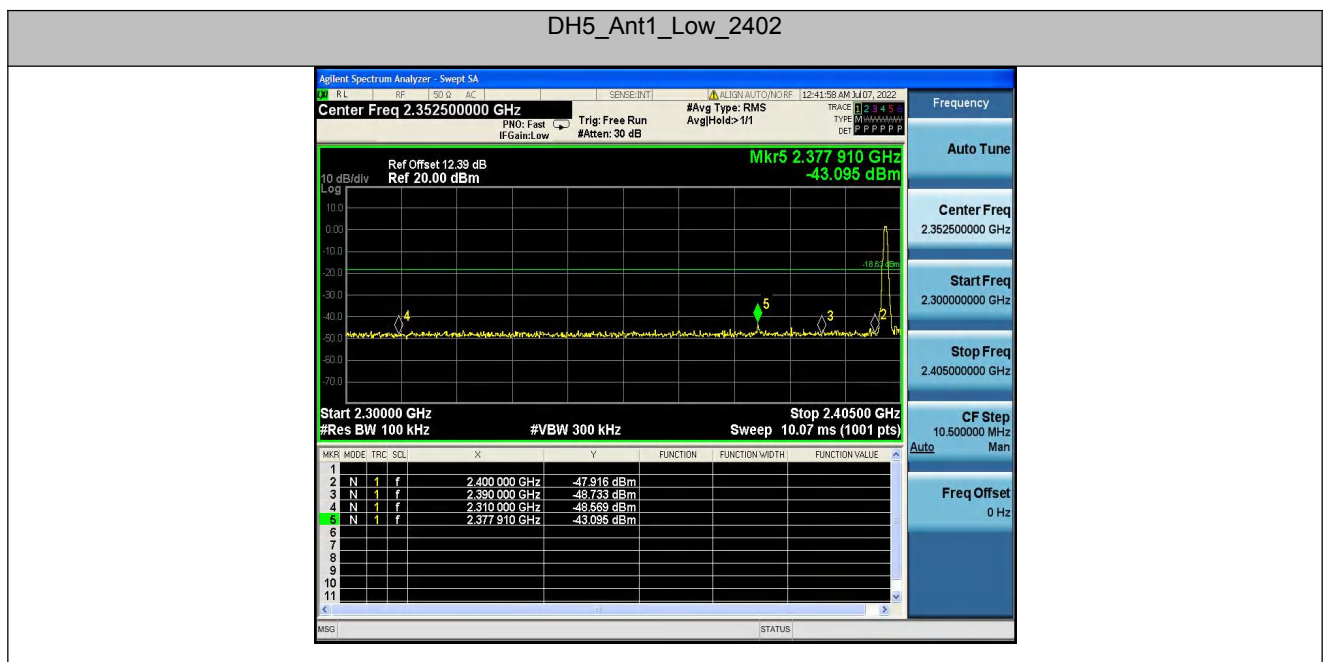 DH5_Ant1_Low_2402
Agilent Spectrum Analyzer - Swept SA
LXI RL RF 50 Ω AC SENSE:INT ALIGN AUTO/NO RF 12:41:58 AM Jul 07, 2022
Center Freq 2.352500000 GHz
PNO: Fast
IFGain:Low
Trig: Free Run
#Atten: 30 dB
#Avg Type: RMS
Avg|Hold:>1/1
TRACE 1 2 3 4 5 6
TYPE M
DET P P P P P P
Ref Offset 12.39 dB
10 dB/div Ref 20.00 dBm
Log
Mkr5 2.377 910 GHz
-43.095 dBm
10.0
0.00
-10.0
-20.0
-30.0
-40.0
-50.0
-60.0
-70.0
-18.63 dBm
4
5
3
2
Start 2.30000 GHz Stop 2.40500 GHz
#Res BW 100 kHz #VBW 300 kHz Sweep 10.07 ms (1001 pts)
MKR MODE TRC SCL X Y FUNCTION FUNCTION WIDTH FUNCTION VALUE
1
2 N 1 f 2.400 000 GHz -47.916 dBm
3 N 1 f 2.390 000 GHz -48.733 dBm
4 N 1 f 2.310 000 GHz -48.569 dBm
5 N 1 f 2.377 910 GHz -43.095 dBm
6
7
8
9
10
11
MSG STATUS
Frequency
Auto Tune
Center Freq
2.352500000 GHz
Start Freq
2.300000000 GHz
Stop Freq
2.405000000 GHz
CF Step
10.500000 MHz
Auto Man
Freq Offset
0 Hz